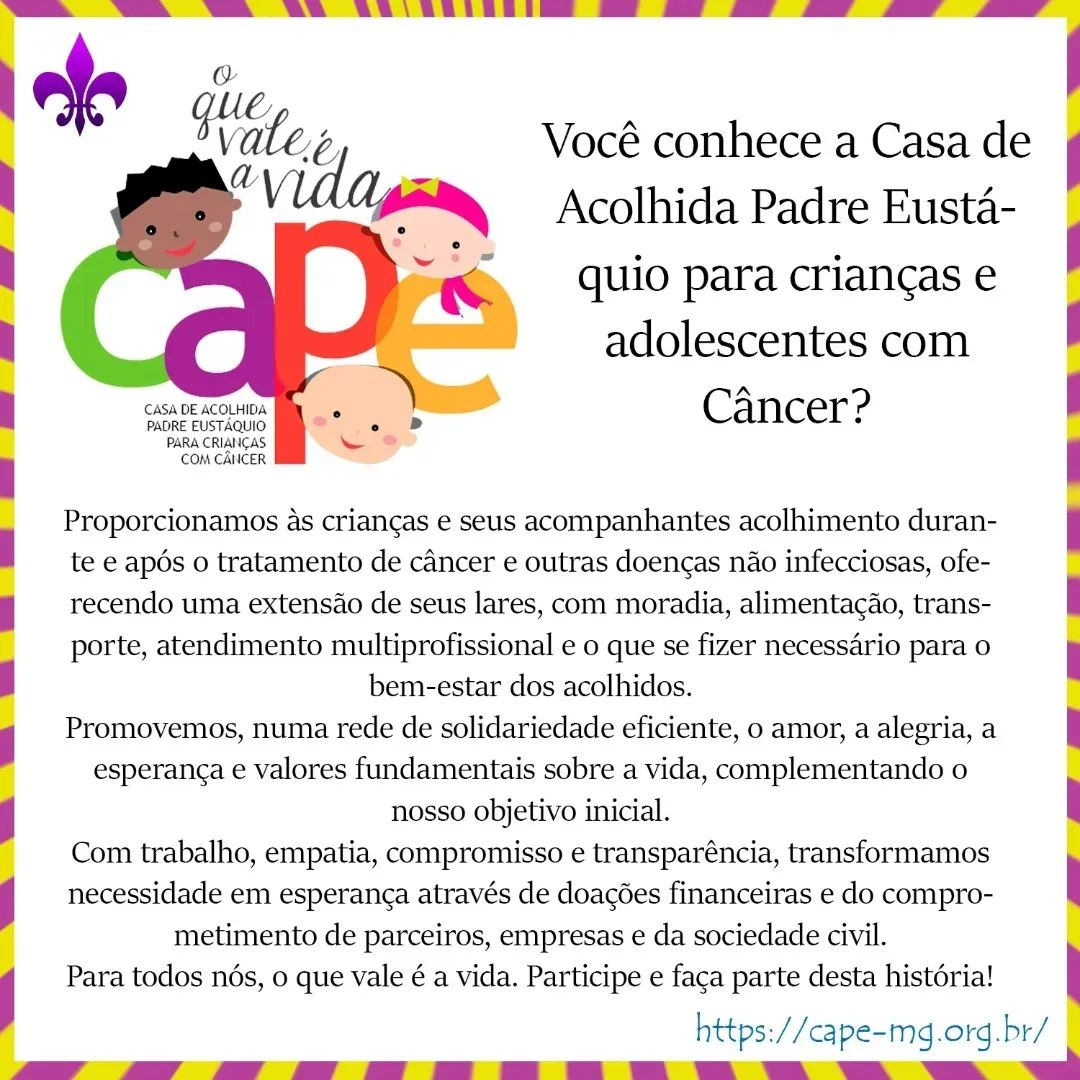 o
que
vale é
a vida
cape
CASA DE ACOLHIDA
PADRE EUSTÁQUIO
PARA CRIANÇAS
COM CÂNCER
Você conhece a Casa de
Acolhida Padre Eustá-
quio para crianças e
adolescentes com
Câncer?
Proporcionamos às crianças e seus acompanhantes acolhimento duran-
te e após o tratamento de câncer e outras doenças não infecciosas, ofe-
recendo uma extensão de seus lares, com moradia, alimentação, trans-
porte, atendimento multiprofissional e o que se fizer necessário para o
bem-estar dos acolhidos.
Promovemos, numa rede de solidariedade eficiente, o amor, a alegria, a
esperança e valores fundamentais sobre a vida, complementando o
nosso objetivo inicial.
Com trabalho, empatia, compromisso e transparência, transformamos
necessidade em esperança através de doações financeiras e do compro-
metimento de parceiros, empresas e da sociedade civil.
Para todos nós, o que vale é a vida. Participe e faça parte desta história!
https://cape-mg.org.br/